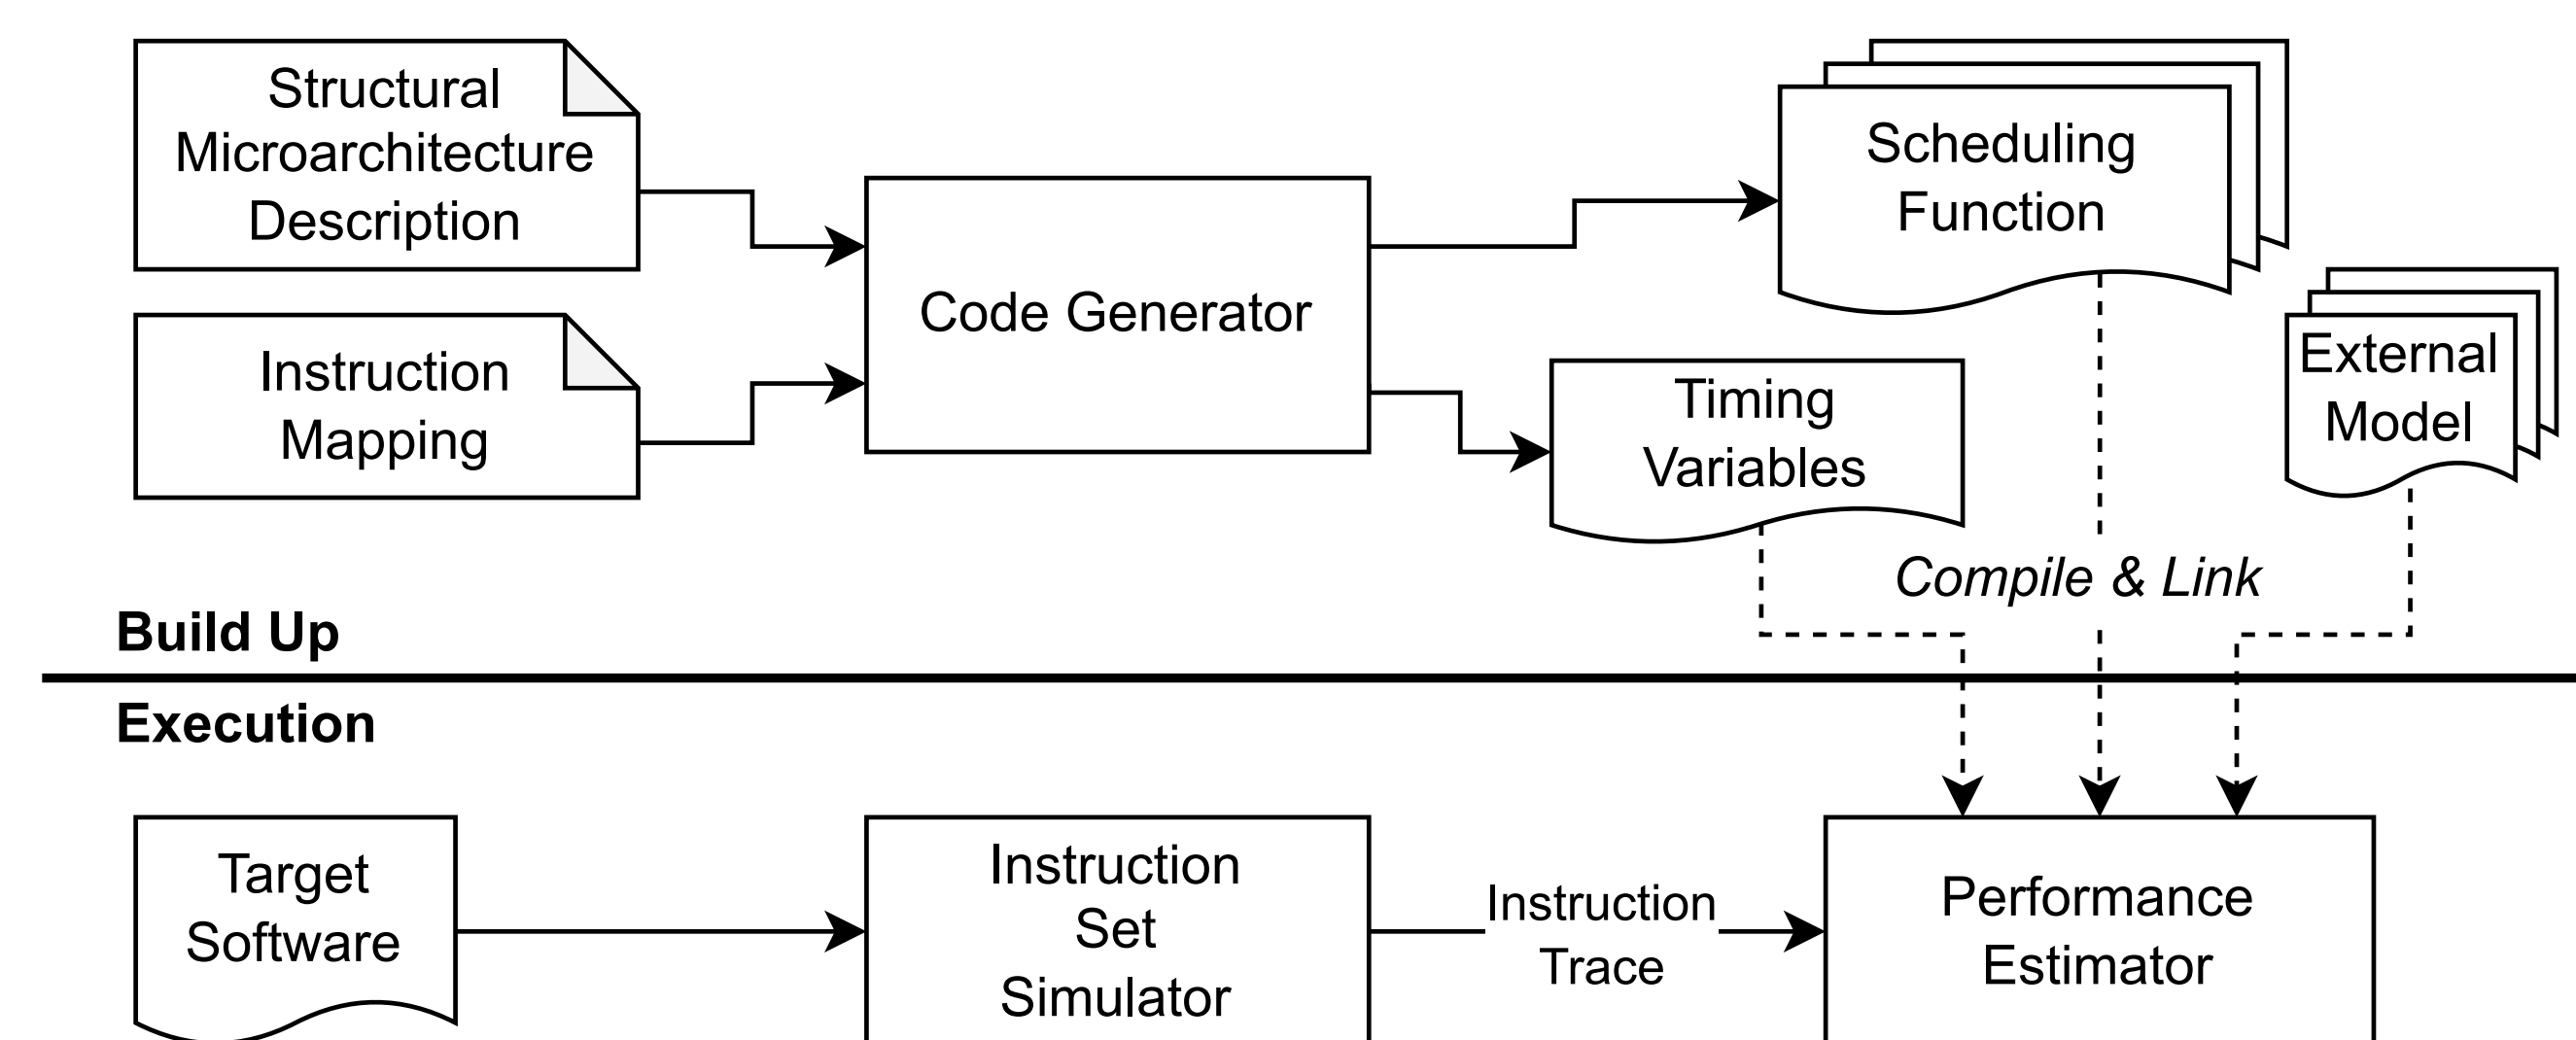 Structural
Microarchitecture
Description
Instruction
Mapping
Code Generator
Scheduling
Function
Timing
Variables
External
Model
Compile & Link
Build Up
Execution
Target
Software
Instruction
Set
Simulator
Instruction
Trace
Performance
Estimator